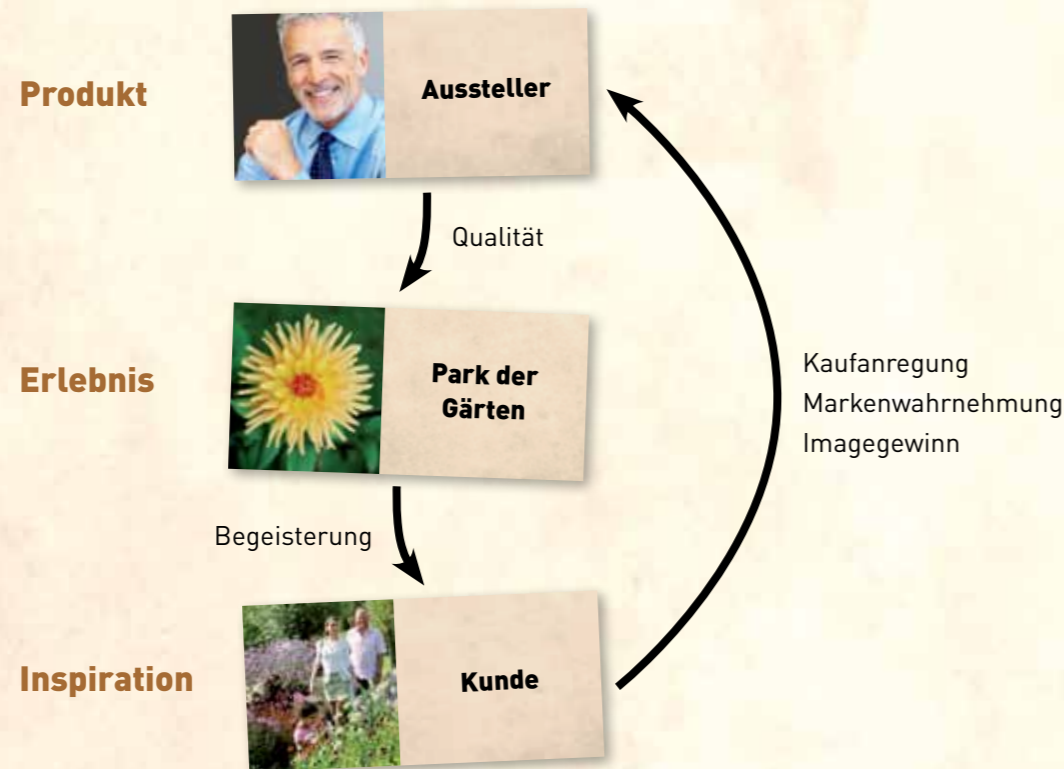 Produkt
Aussteller
Qualität
Erlebnis
Park der
Gärten
Kaufanregung
Markenwahrnehmung
Imagegewinn
Begeisterung
Inspiration
Kunde